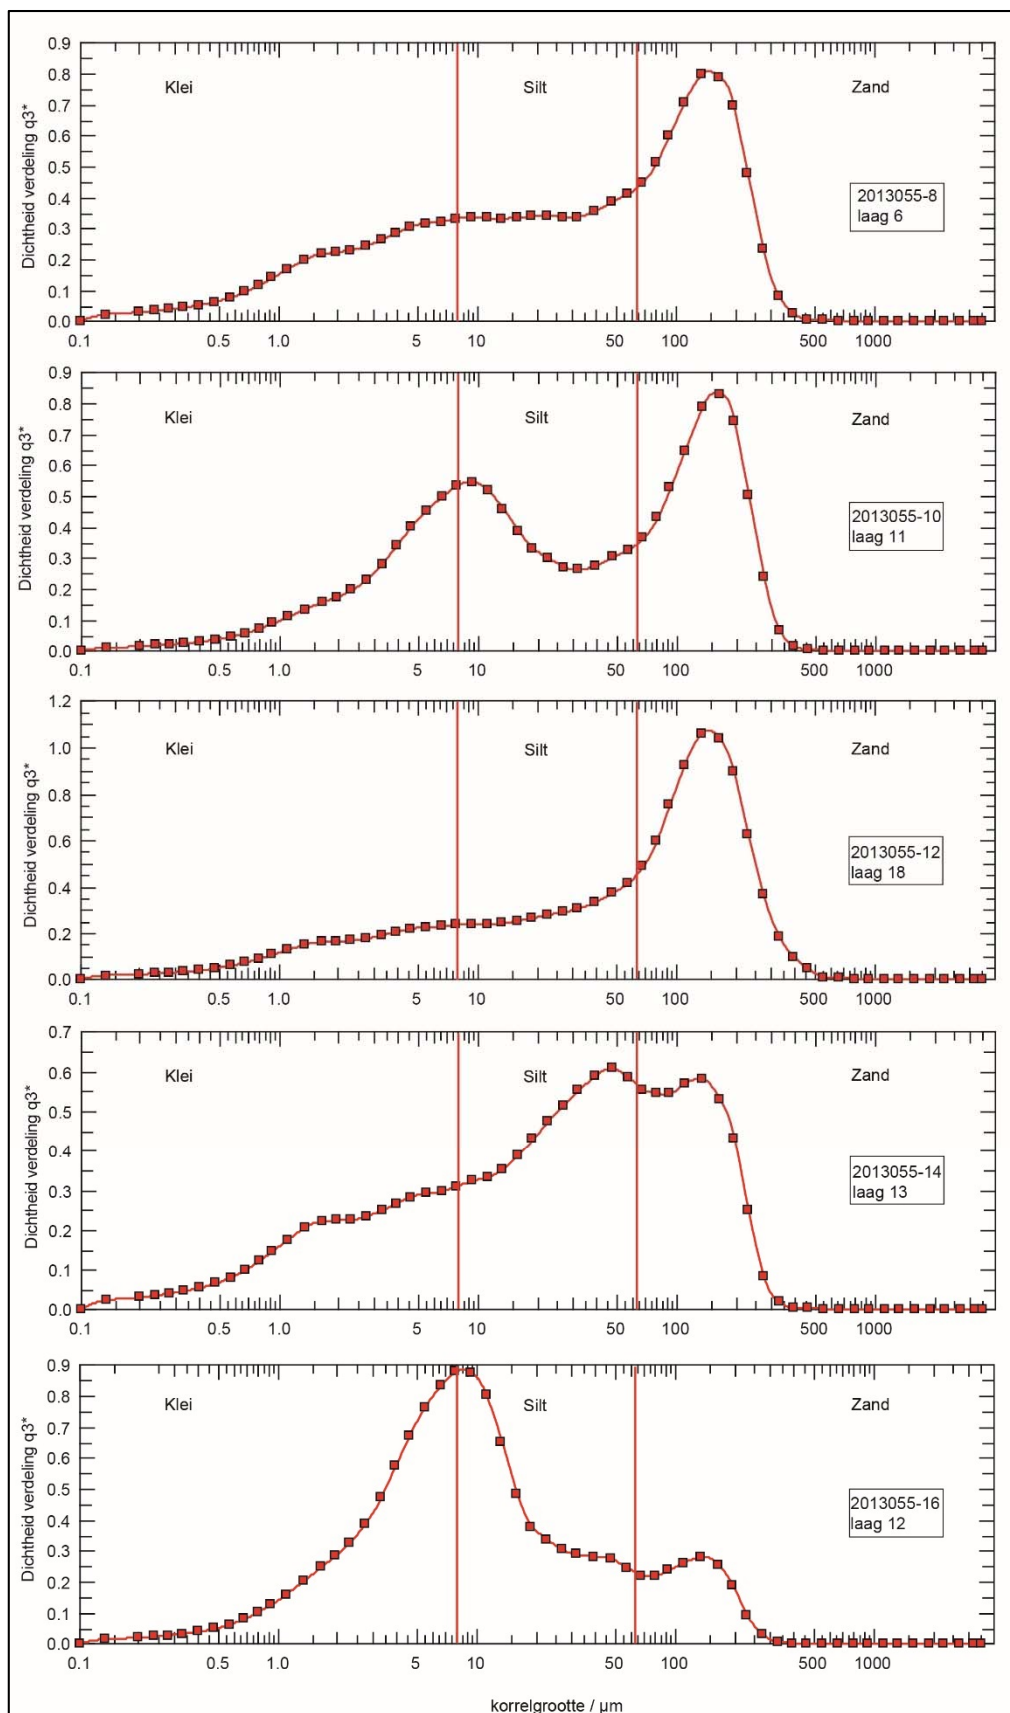 0.9
0.8
0.7
0.6
0.5
0.4
0.3
0.2
0.1
0.0
Dichtheid verdeling q3*
Klei
Silt
Zand
2013055-8
laag 6
0.1 0.5 1.0 5 10 50 100 500 1000
0.9
0.8
0.7
0.6
0.5
0.4
0.3
0.2
0.1
0.0
Dichtheid verdeling q3*
Klei
Silt
Zand
2013055-10
laag 11
0.1 0.5 1.0 5 10 50 100 500 1000
1.2
1.0
0.8
0.6
0.4
0.2
0.0
Dichtheid verdeling q3*
Klei
Silt
Zand
2013055-12
laag 18
0.1 0.5 1.0 5 10 50 100 500 1000
0.7
0.6
0.5
0.4
0.3
0.2
0.1
0.0
Dichtheid verdeling q3*
Klei
Silt
Zand
2013055-14
laag 13
0.1 0.5 1.0 5 10 50 100 500 1000
0.9
0.8
0.7
0.6
0.5
0.4
0.3
0.2
0.1
0.0
Dichtheid verdeling q3*
Klei
Silt
Zand
2013055-16
laag 12
0.1 0.5 1.0 5 10 50 100 500 1000
korrelgrootte / µm